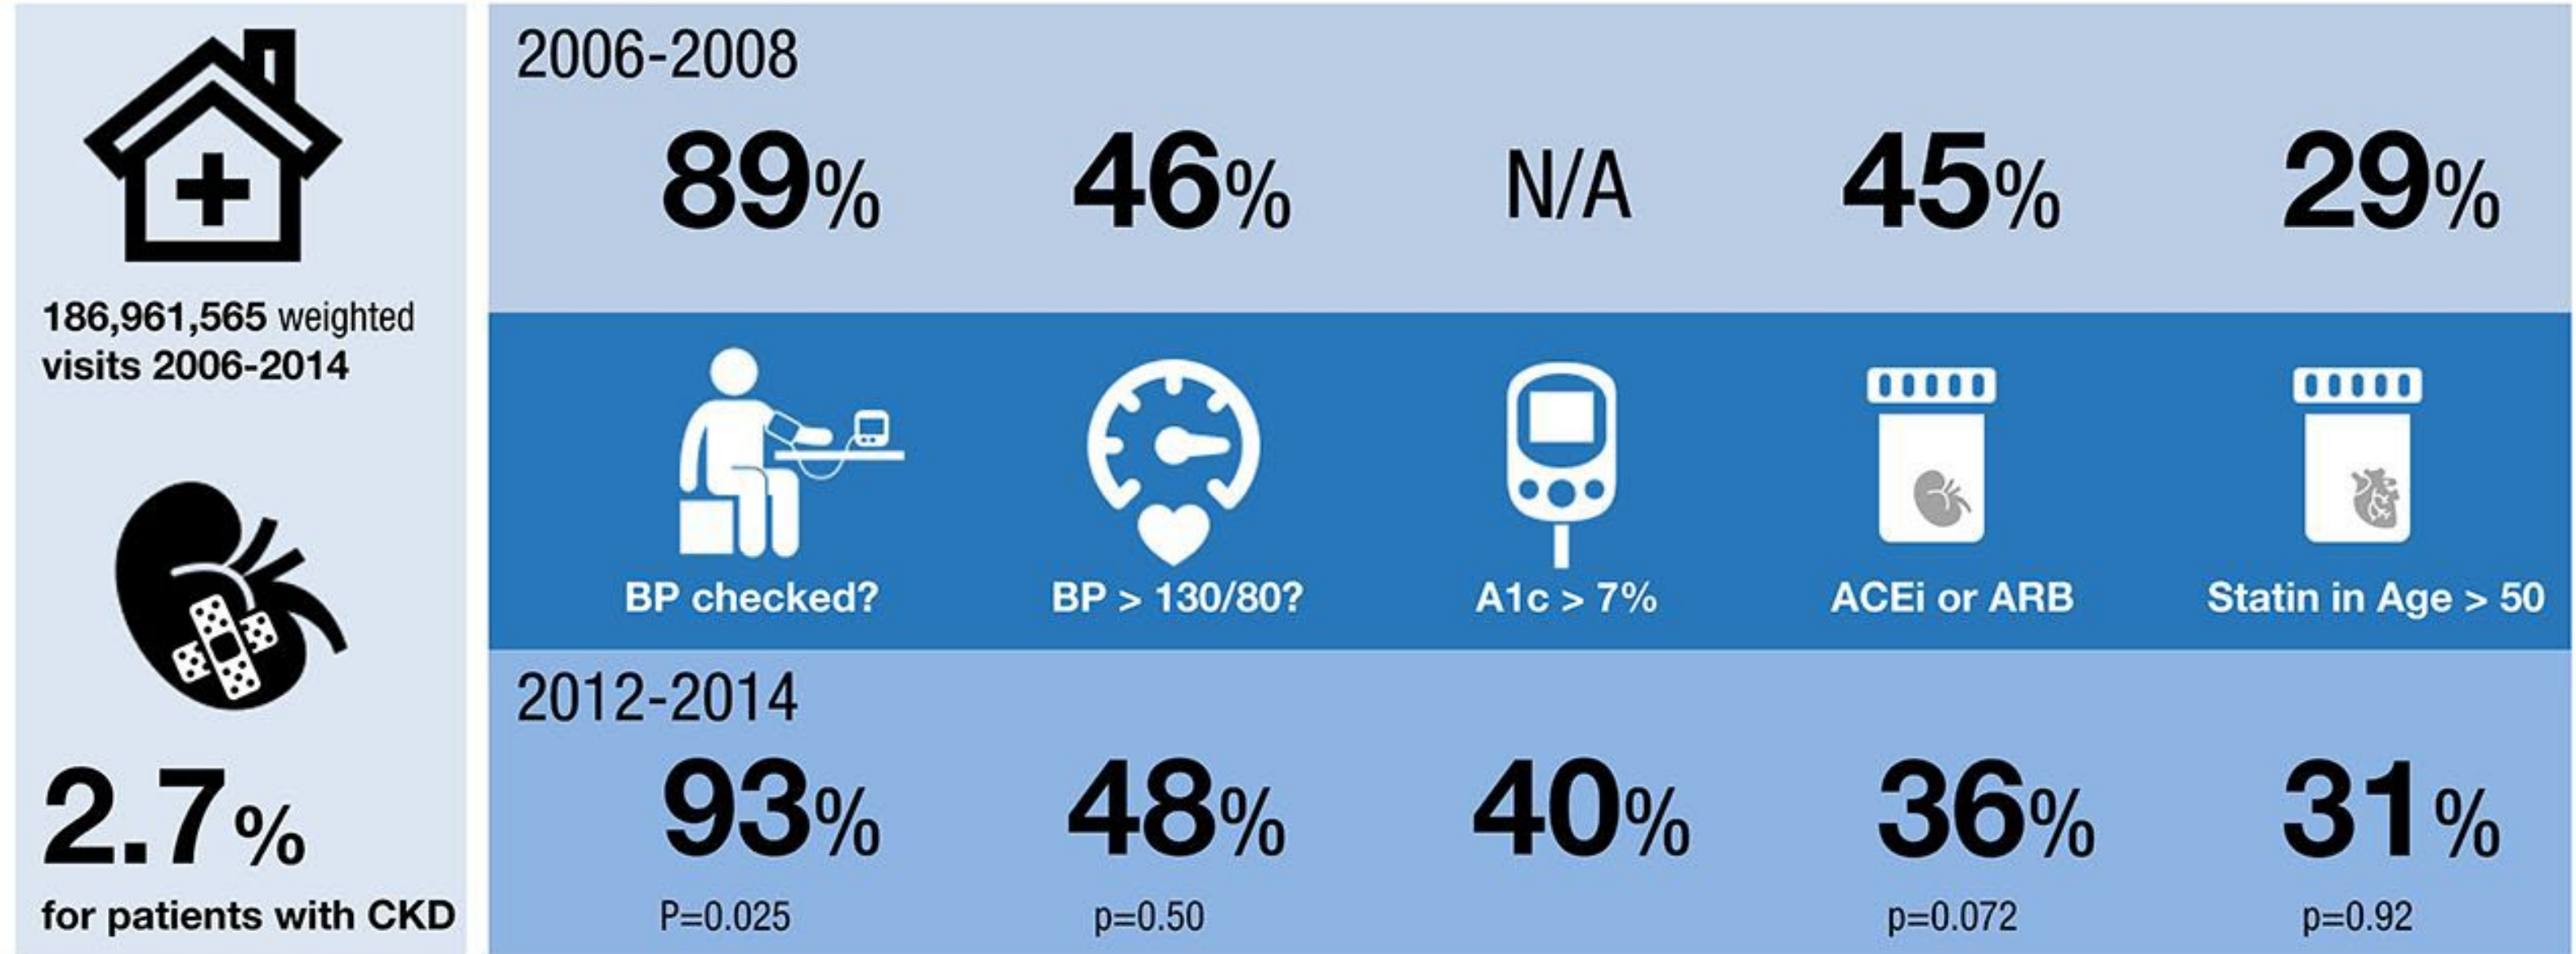 186,961,565 weighted
visits 2006-2014
2.7%
for patients with CKD
2006-2008
89% 46% N/A 45% 29%
BP checked? BP > 130/80? A1c > 7% ACEi or ARB Statin in Age > 50
2012-2014
93% 48% 40% 36% 31%
P=0.025 p=0.50 p=0.072 p=0.92